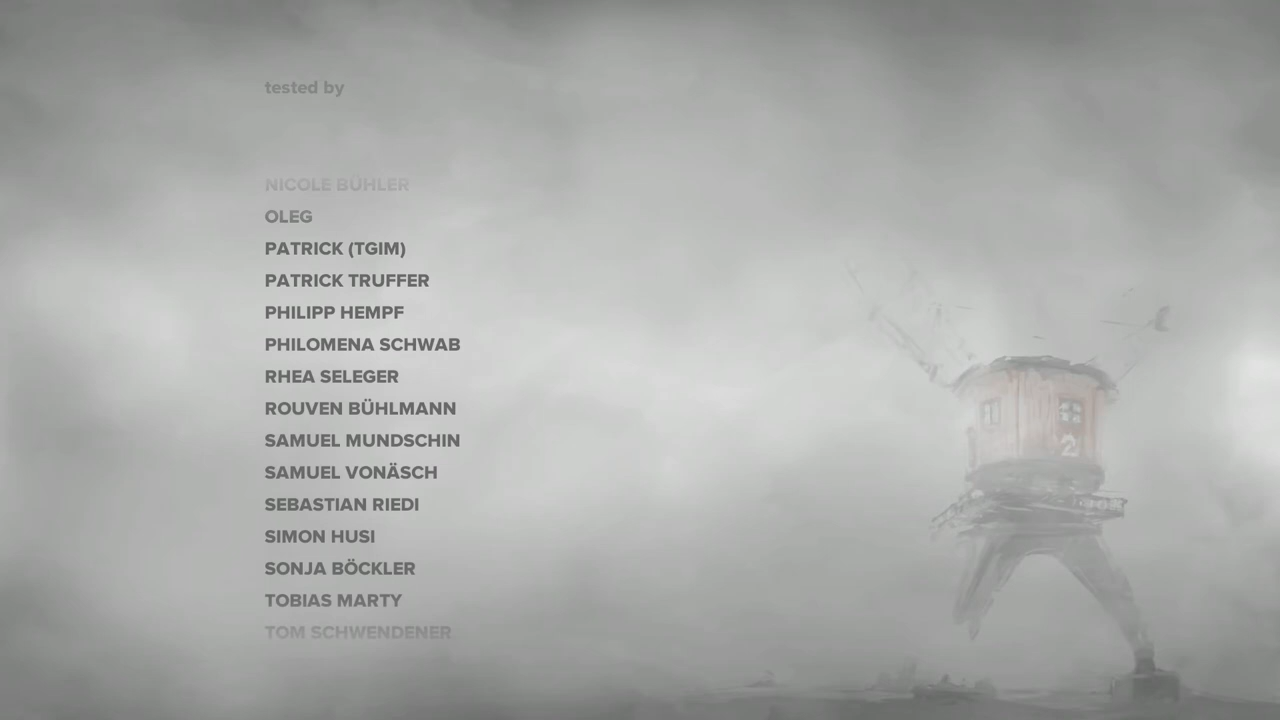 tested by
NICOLE BÜHLER
OLEG
PATRICK (TGIM)
PATRICK TRUFFER
PHILIPP HEMPF
PHILOMENA SCHWAB
RHEA SELEGER
ROUVEN BÜHLMANN
SAMUEL MUNDSCHIN
SAMUEL VONÄSCH
SEBASTIAN RIEDI
SIMON HUSI
SONJA BÖCKLER
TOBIAS MARTY
TOM SCHWENDENER
2